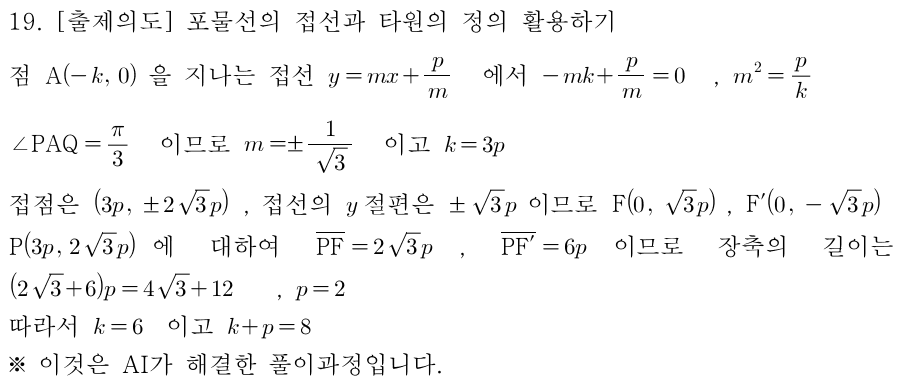 19. [출제의도] 포물선의 접선과 타원의 정의 활용하기
점 A(-k, 0) 을 지나는 접선 y=mx+p/m 에서 -mk+p/m=0 , m²=p/k
∠PAQ=π/3 이므로 m=±1/√3 이고 k=3p
접점은 (3p, ±2√3p) , 접선의 y절편은 ±√3p 이므로 F(0, √3p) , F′(0, -√3p)
P(3p, 2√3p) 에 대하여 PF=2√3p , PF′=6p 이므로 장축의 길이는
(2√3+6)p=4√3+12 , p=2
따라서 k=6 이고 k+p=8
※ 이것은 AI가 해결한 풀이과정입니다.